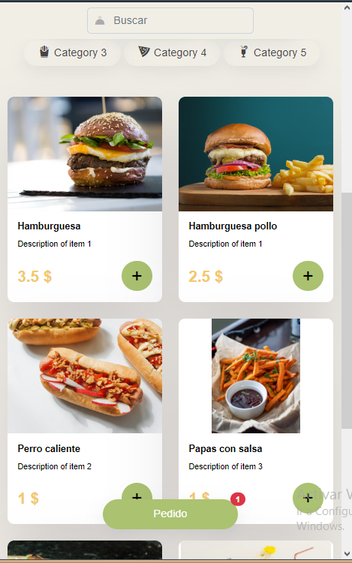 Buscar
Category 3
Category 4
Category 5
Hamburguesa
Description of item 1
3.5 $
+
Hamburguesa pollo
Description of item 1
2.5 $
+
Perro caliente
Description of item 2
1 $
Papas con salsa
Description of item 3
1 $
1
Pedido
Windows.